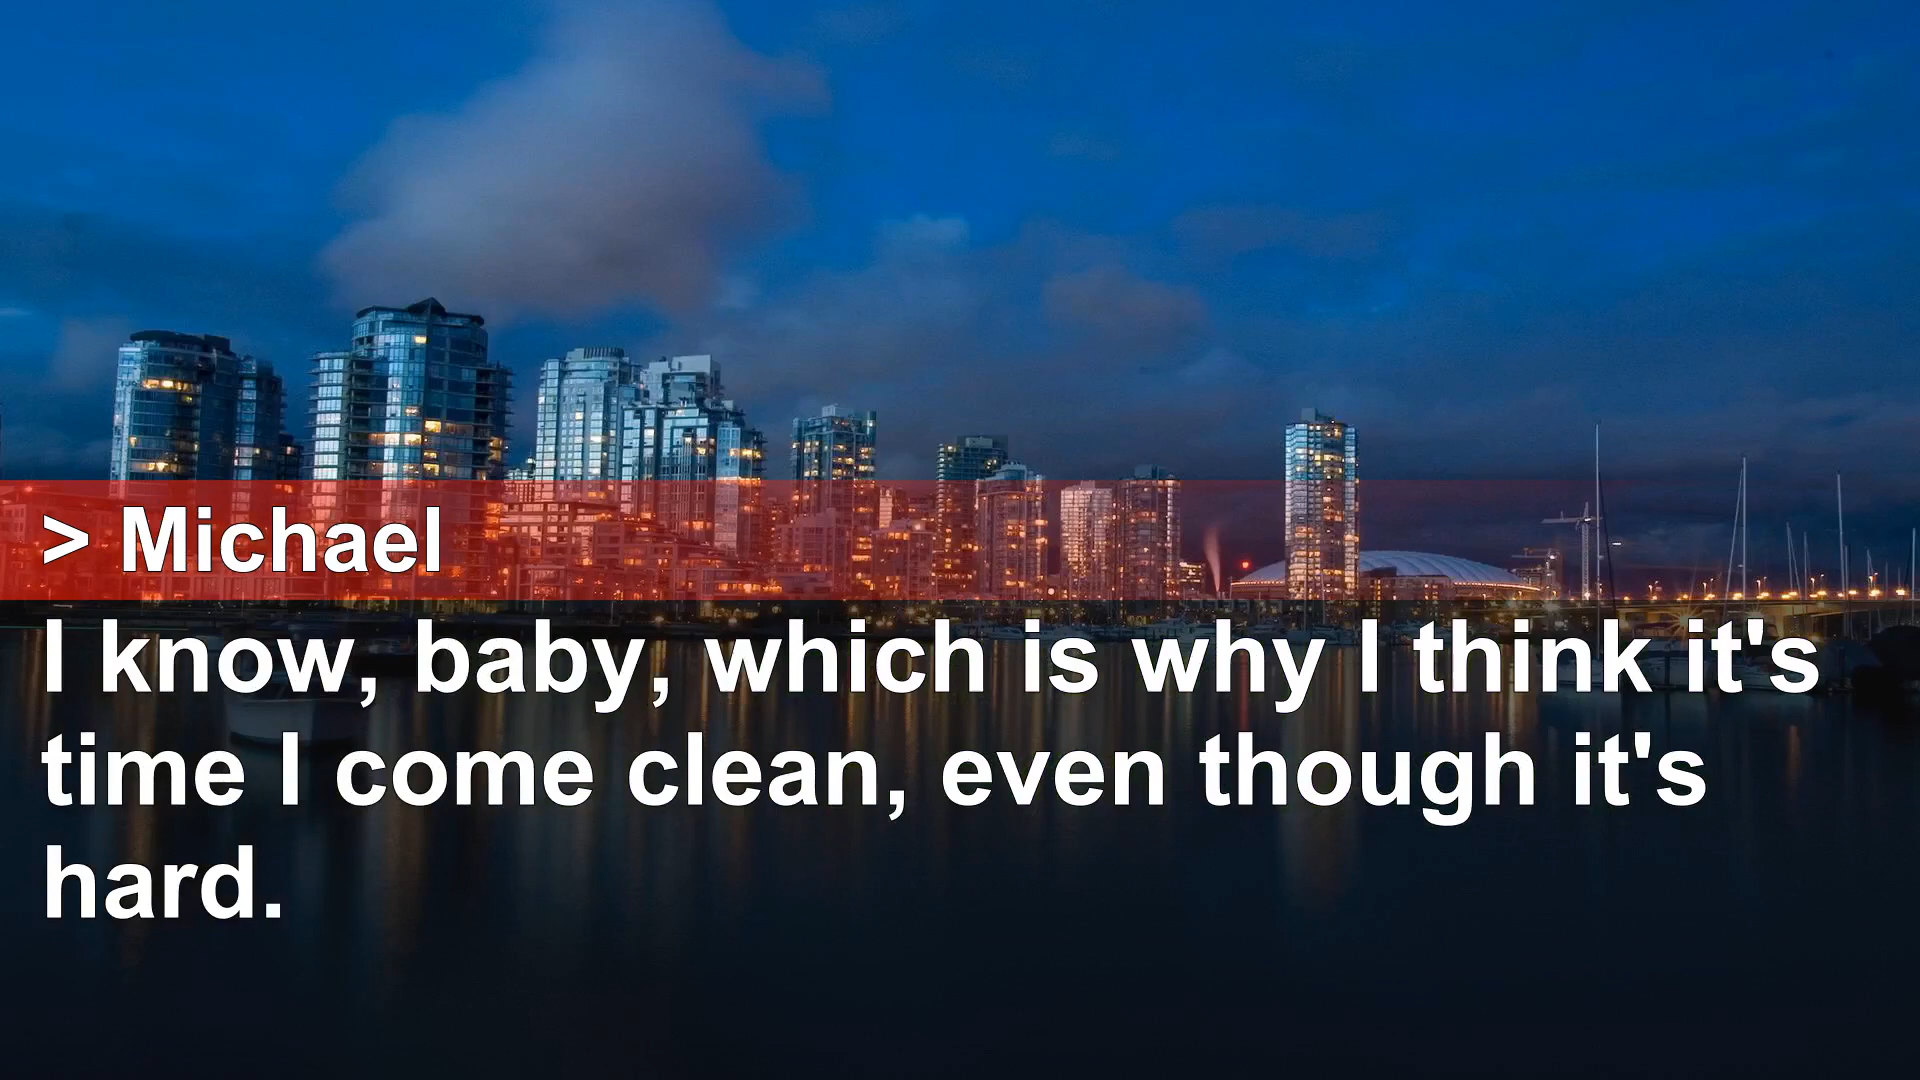 > Michael
I know, baby, which is why I think it's
time I come clean, even though it's
hard.